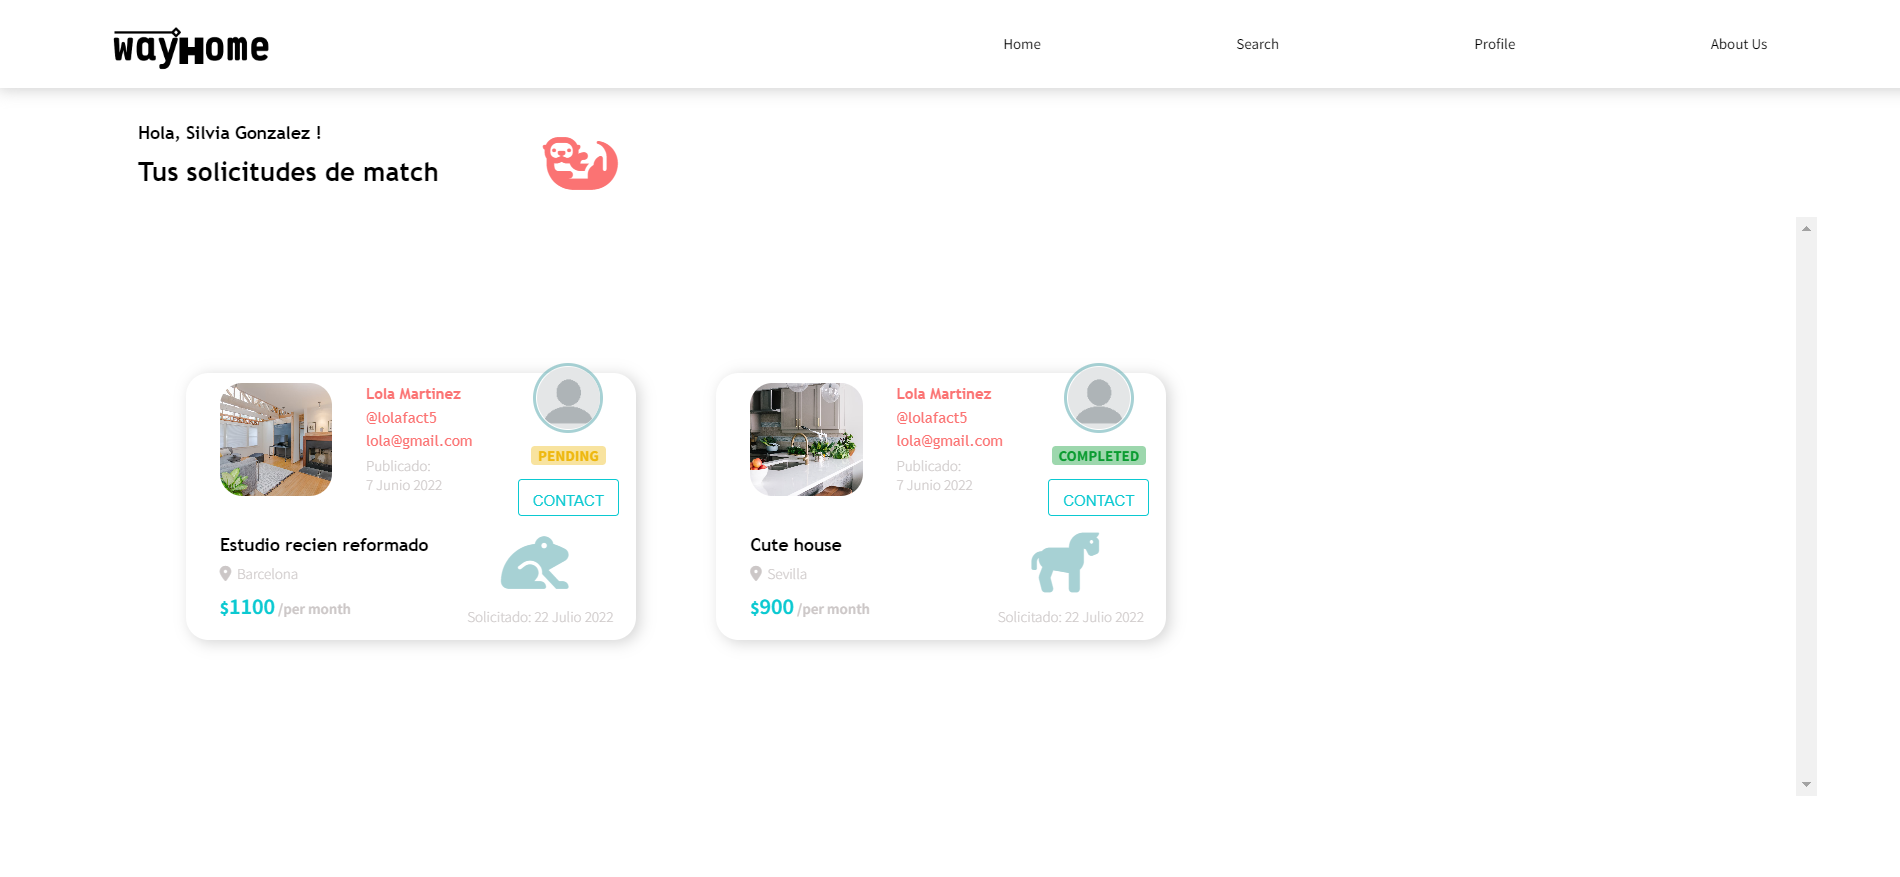 wayHome
Home
Search
Profile
About Us
Hola, Silvia Gonzalez !
Tus solicitudes de match
Lola Martinez
@lolafact5
lola@gmail.com
Publicado:
7 Junio 2022
PENDING
CONTACT
Estudio recien reformado
Barcelona
$1100 /per month
Solicitado: 22 Julio 2022
Lola Martinez
@lolafact5
lola@gmail.com
Publicado:
7 Junio 2022
COMPLETED
CONTACT
Cute house
Sevilla
$900 /per month
Solicitado: 22 Julio 2022